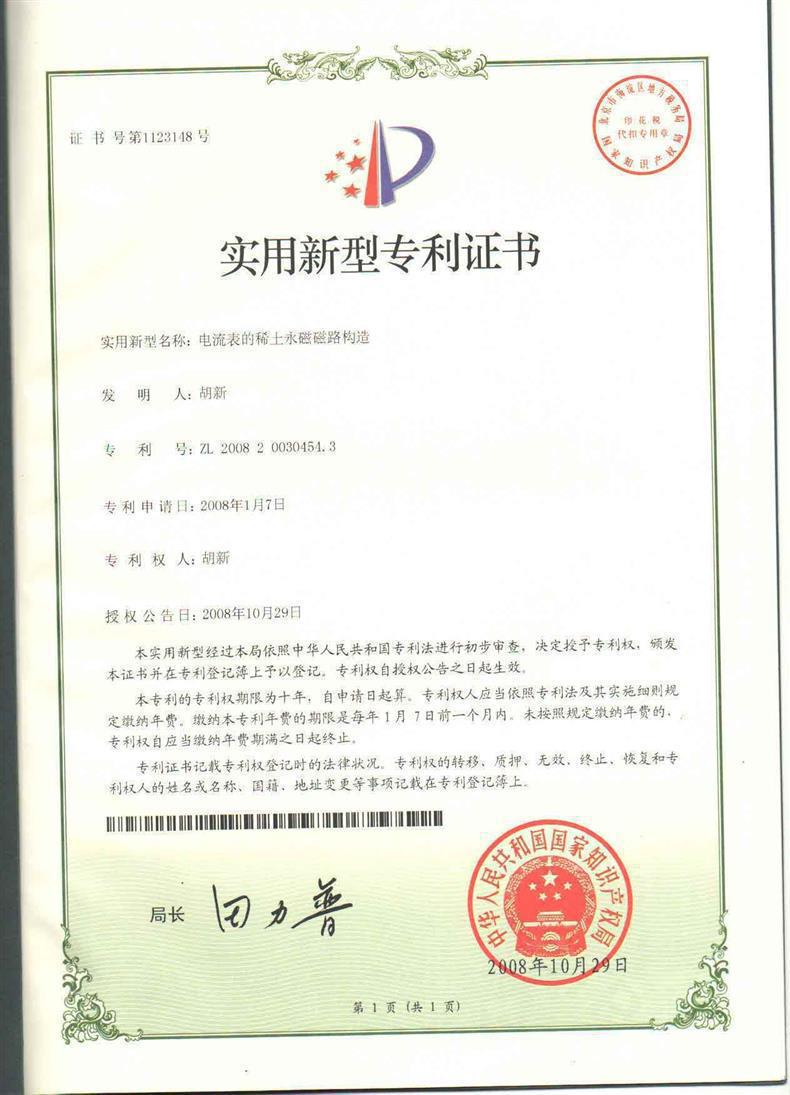 证书号第1123148号
北京市海淀区地方税务局
印花税
代扣专用章
国家知识产权局
实用新型专利证书
实用新型名称：电流表的稀土永磁磁路构造
发明人：胡新
专利号：ZL 2008 2 0030454.3
专利申请日：2008年1月7日
专利权人：胡新
授权公告日：2008年10月29日
本实用新型经过本局依照中华人民共和国专利法进行初步审查，决定授予专利权，颁发
本证书并在专利登记簿上予以登记。专利权自授权公告之日起生效。
本专利的专利权期限为十年，自申请日起算。专利权人应当依照专利法及其实施细则规
定缴纳年费。缴纳本专利年费的期限是每年1月7日前一个月内。未按照规定缴纳年费的，
专利权自应当缴纳年费期满之日起终止。
专利证书记载专利权登记时的法律状况。专利权的转移、质押、无效、终止、恢复和专
利权人的姓名或名称、国籍、地址变更等事项记载在专利登记簿上。
局长 田力普
中华人民共和国国家知识产权局
2008年10月29日
第1页(共1页)